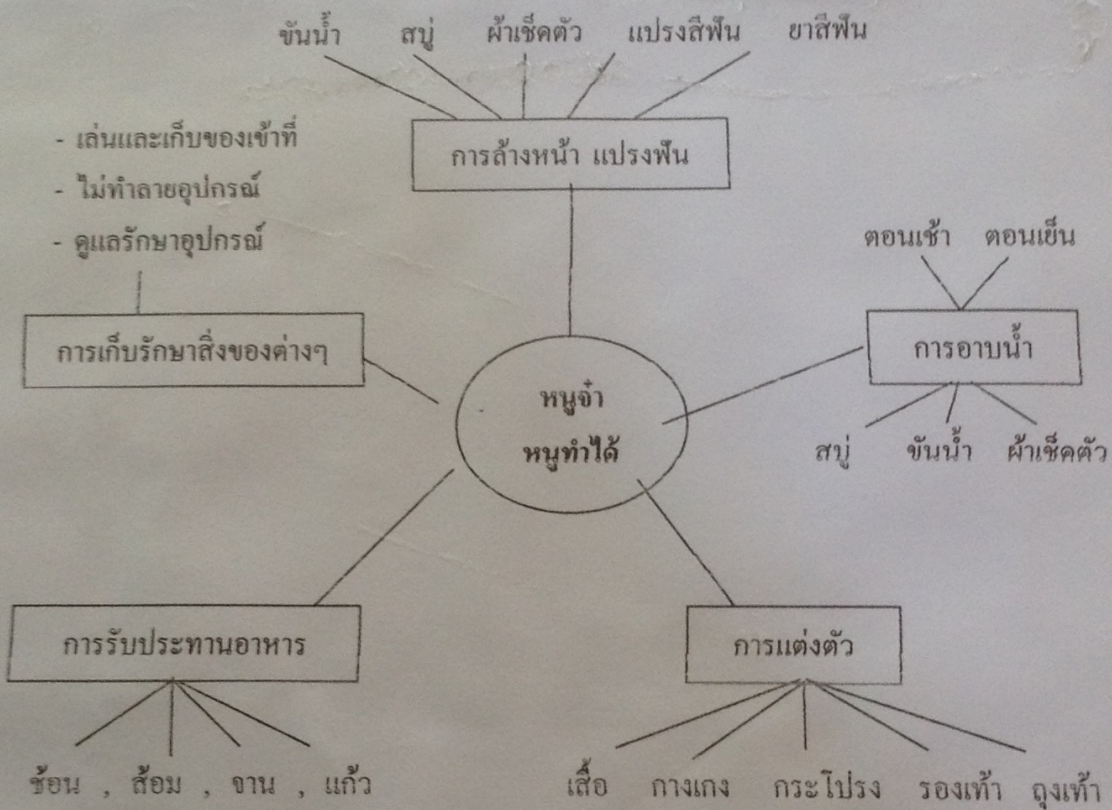 ขันน้ำ สบู่ ผ้าเช็คตัว แปรงสีฟัน ยาสีฟัน
การล้างหน้า แปรงฟัน
- เล่นและเก็บของเข้าที่
- ไม่ทำลายอุปกรณ์
- ดูแลรักษาอุปกรณ์
การเก็บรักษาสิ่งของต่างๆ
ตอนเช้า ตอนเย็น
การอาบน้ำ
สบู่ ขันน้ำ ผ้าเช็คตัว
หนูจ๋า
หนูทำได้
การรับประทานอาหาร
ช้อน , ส้อม , จาน , แก้ว
การแต่งตัว
เสื้อ กางเกง กระโปรง รองเท้า ถุงเท้า